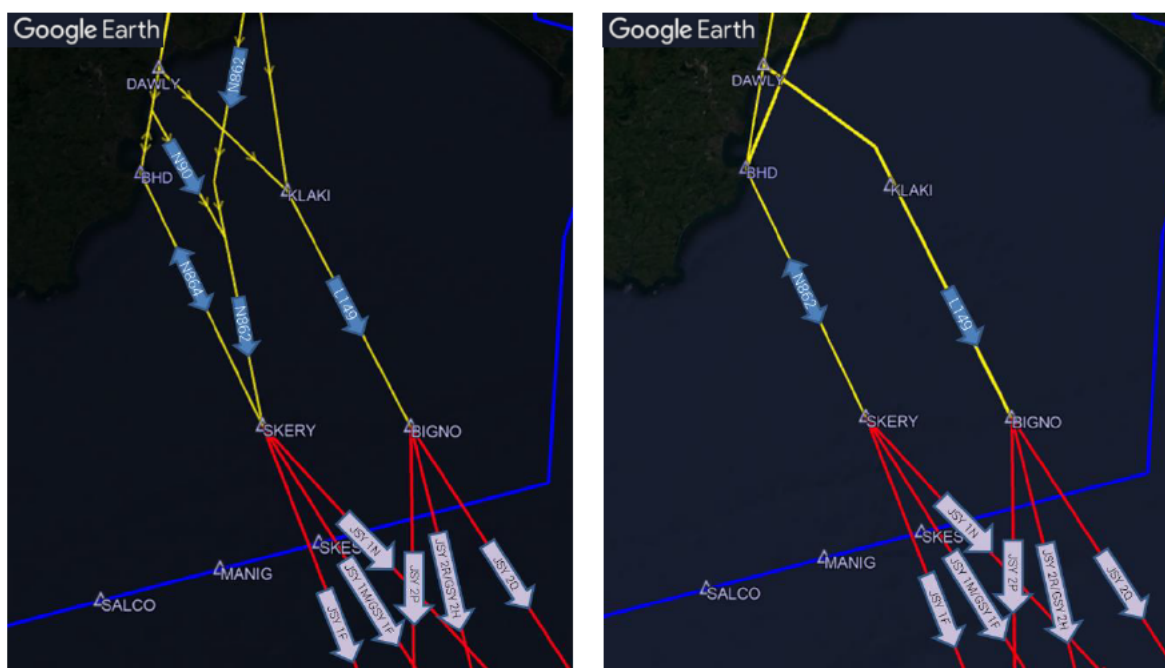 Google Earth
DAWLY
N862
BHD
N90
KLAKI
N864
N862
L149
SKERY
BIGNO
JSY 1N
SKES
MANIG
JSY 1M/GSY 1F
JSY 2P
JSY 2R/GSY 2H
JSY 2Q
SALCO
JSY 1F
Google Earth
DAWLY
BHD
KLAKI
N862
L149
SKERY
BIGNO
JSY 1N
SKES
MANIG
JSY 1M/GSY 1F
JSY 2P
JSY 2R/GSY 2H
JSY 2Q
SALCO
JSY 1F